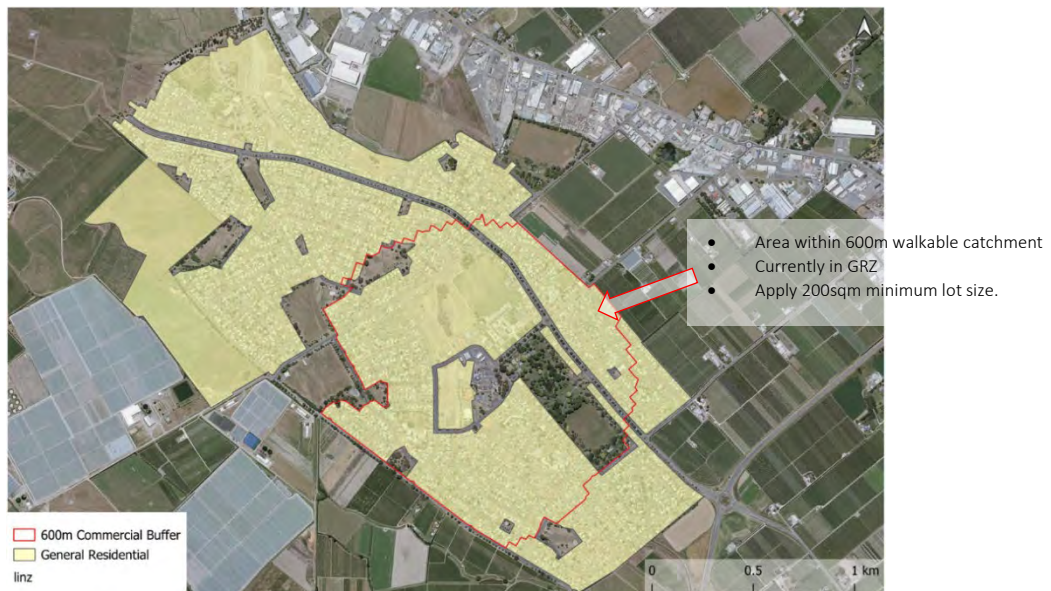 • Area within 600m walkable catchment
• Currently in GRZ
• Apply 200sqm minimum lot size.
600m Commercial Buffer
General Residential
linz
0 0.5 1 km